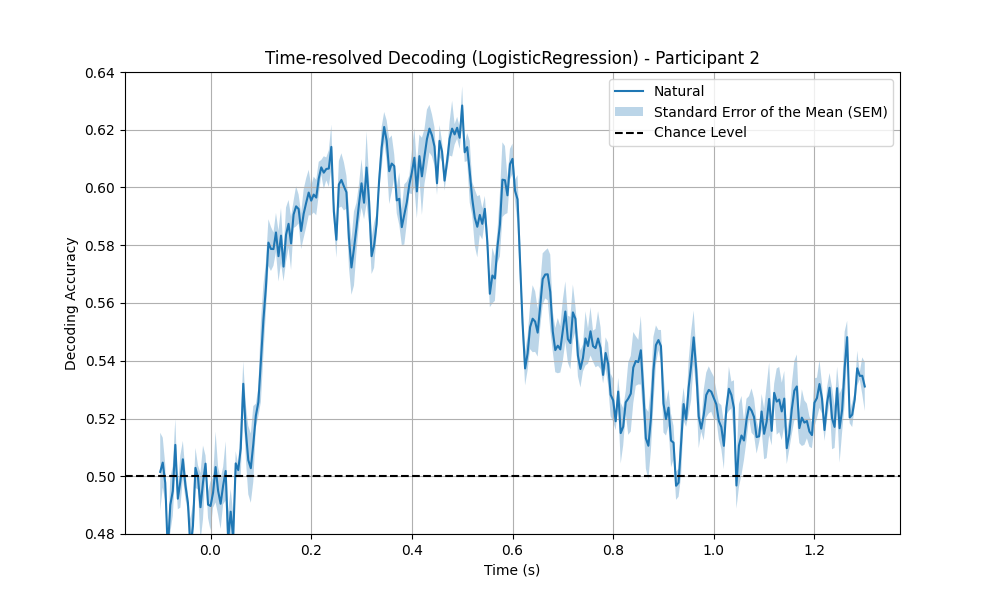 Time-resolved Decoding (LogisticRegression) - Participant 2
Natural
Standard Error of the Mean (SEM)
Chance Level
Decoding Accuracy
0.64
0.62
0.60
0.58
0.56
0.54
0.52
0.50
0.48
0.0 0.2 0.4 0.6 0.8 1.0 1.2
Time (s)